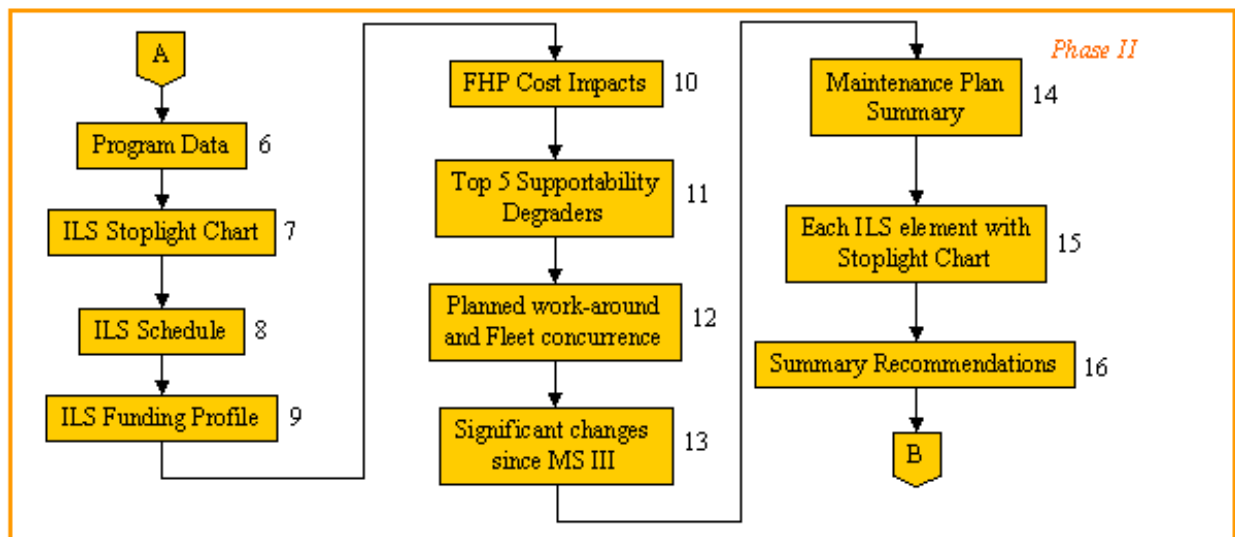 A
Program Data 6
ILS Stoplight Chart 7
ILS Schedule 8
ILS Funding Profile 9
FHP Cost Impacts 10
Top 5 Supportability
Degraders
11
Planned work-around
and Fleet concurrence
12
Significant changes
since MS III
13
Phase II
Maintenance Plan
Summary
14
Each ILS element with
Stoplight Chart
15
Summary Recommendations 16
B